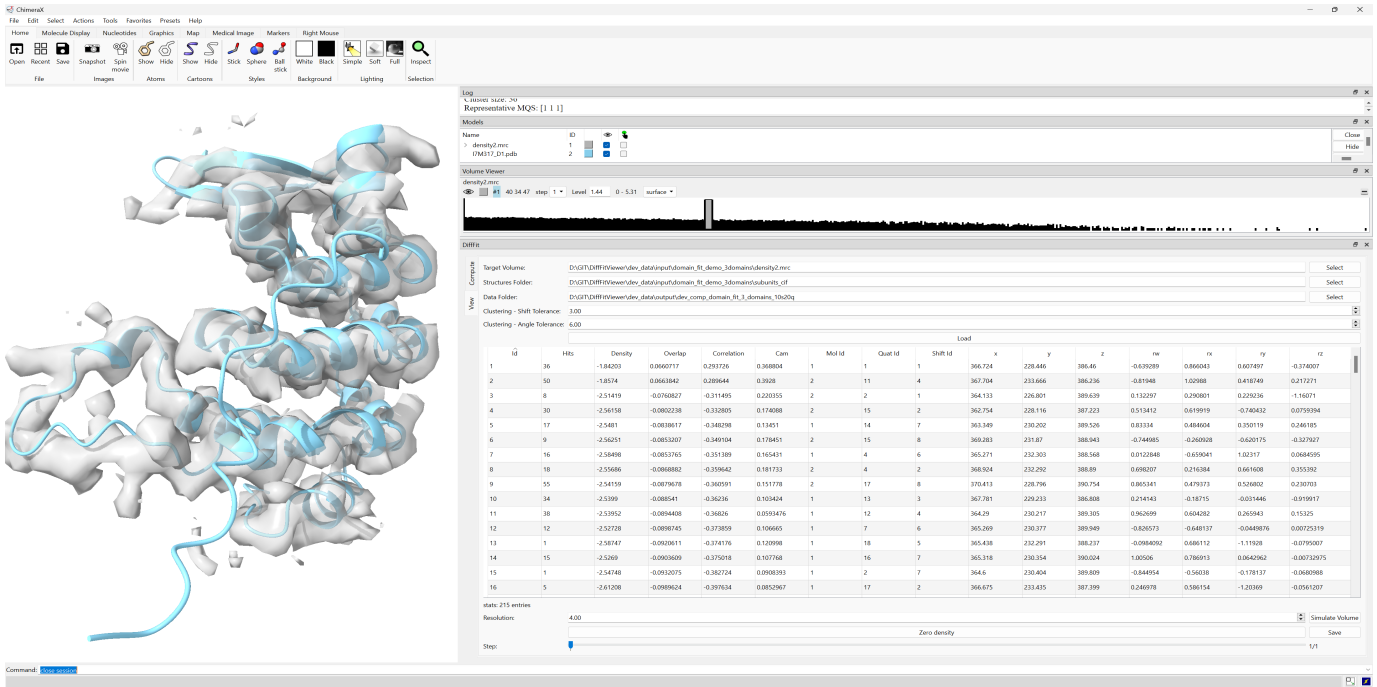 ChimeraX
File Edit Select Actions Tools Favorites Presets Help
Home Molecule Display Nucleotides Graphics Map Medical Image Markers Right Mouse
Open Recent Save Snapshot Spin movie Show Hide Show Hide Stick Sphere Ball stick White Black Simple Soft Full Inspect
File Images Atoms Cartoons Styles Background Lighting Selection
Log
Cluster size: 50
Representative MQS: [1 1 1]
Models
Name ID
density2.mrc 1
I7M317_D1.pdb 2
Close
Hide
Volume Viewer
density2.mrc
#1 40 34 47 step 1 Level 1.44 0 - 5.31 surface
DiffFit
Compute
View
Target Volume: D:\GIT\DiffFitViewer\dev_data\input\domain_fit_demo_3domains\density2.mrc Select
Structures Folder: D:\GIT\DiffFitViewer\dev_data\input\domain_fit_demo_3domains\subunits_cif Select
Data Folder: D:\GIT\DiffFitViewer\dev_data\output\dev_comp_domain_fit_3_domains_10s20q Select
Clustering - Shift Tolerance: 3.00
Clustering - Angle Tolerance: 6.00
Load
Id Hits Density Overlap Correlation Cam Mol Id Quat Id Shift Id x y z rw rx ry rz
1 36 -1.84203 0.0660717 0.293726 0.368804 1 1 1 366.724 228.446 386.46 -0.639289 0.866043 0.607497 -0.374007
2 50 -1.8574 0.0663842 0.289644 0.3928 2 11 4 367.704 233.666 386.236 -0.81948 1.02988 0.418749 0.217271
3 8 -2.51419 -0.0760827 -0.311495 0.220355 2 2 1 364.133 226.801 389.639 0.132297 0.290801 0.229236 -1.16071
4 30 -2.56158 -0.0802238 -0.332805 0.174088 2 15 2 362.754 228.116 387.223 0.513412 0.619919 -0.740432 0.0759394
5 17 -2.5481 -0.0838617 -0.348298 0.13451 1 14 7 363.349 230.202 389.526 0.83334 0.484604 0.350119 0.246185
6 9 -2.56251 -0.0853207 -0.349104 0.178451 2 15 8 369.283 231.87 388.943 -0.744985 -0.260928 -0.620175 -0.327927
7 16 -2.58498 -0.0853765 -0.351389 0.165431 1 4 6 365.271 232.303 388.568 0.0122848 -0.659041 1.02317 0.0684595
8 18 -2.55686 -0.0868882 -0.359642 0.181733 2 4 2 368.924 232.292 388.89 0.698207 0.216384 0.661608 0.355392
9 55 -2.54159 -0.0879678 -0.360591 0.151778 2 17 8 370.413 228.796 390.754 0.865341 0.479373 0.526802 0.230703
10 34 -2.5399 -0.088541 -0.36236 0.103424 1 13 3 367.781 229.233 386.808 0.214143 -0.18715 -0.031446 -0.919917
11 38 -2.53952 -0.0894408 -0.36826 0.0593476 1 12 4 364.29 230.217 389.305 0.962699 0.604282 0.265943 0.15325
12 12 -2.52728 -0.0898745 -0.373859 0.106665 1 7 6 365.269 230.377 389.949 -0.826573 -0.648137 -0.0449876 0.00725319
13 1 -2.58747 -0.0920611 -0.374176 0.120998 1 18 5 365.438 232.291 388.237 -0.0984092 0.686112 -1.11928 -0.0795007
14 15 -2.5269 -0.0903609 -0.375018 0.107768 1 16 7 365.318 230.354 390.024 1.00506 0.786913 0.0642962 -0.00732975
15 1 -2.54748 -0.0932075 -0.382724 0.0908393 1 2 7 364.6 230.404 389.809 -0.844954 -0.56038 -0.178137 -0.0680988
16 5 -2.61208 -0.0989624 -0.397634 0.0852967 2 17 2 366.675 233.435 387.399 0.246978 0.586154 -1.20369 -0.0561207
stats: 215 entries
Resolution: 4.00 Simulate Volume
Zero density Save
Step: 1/1
Command: close session